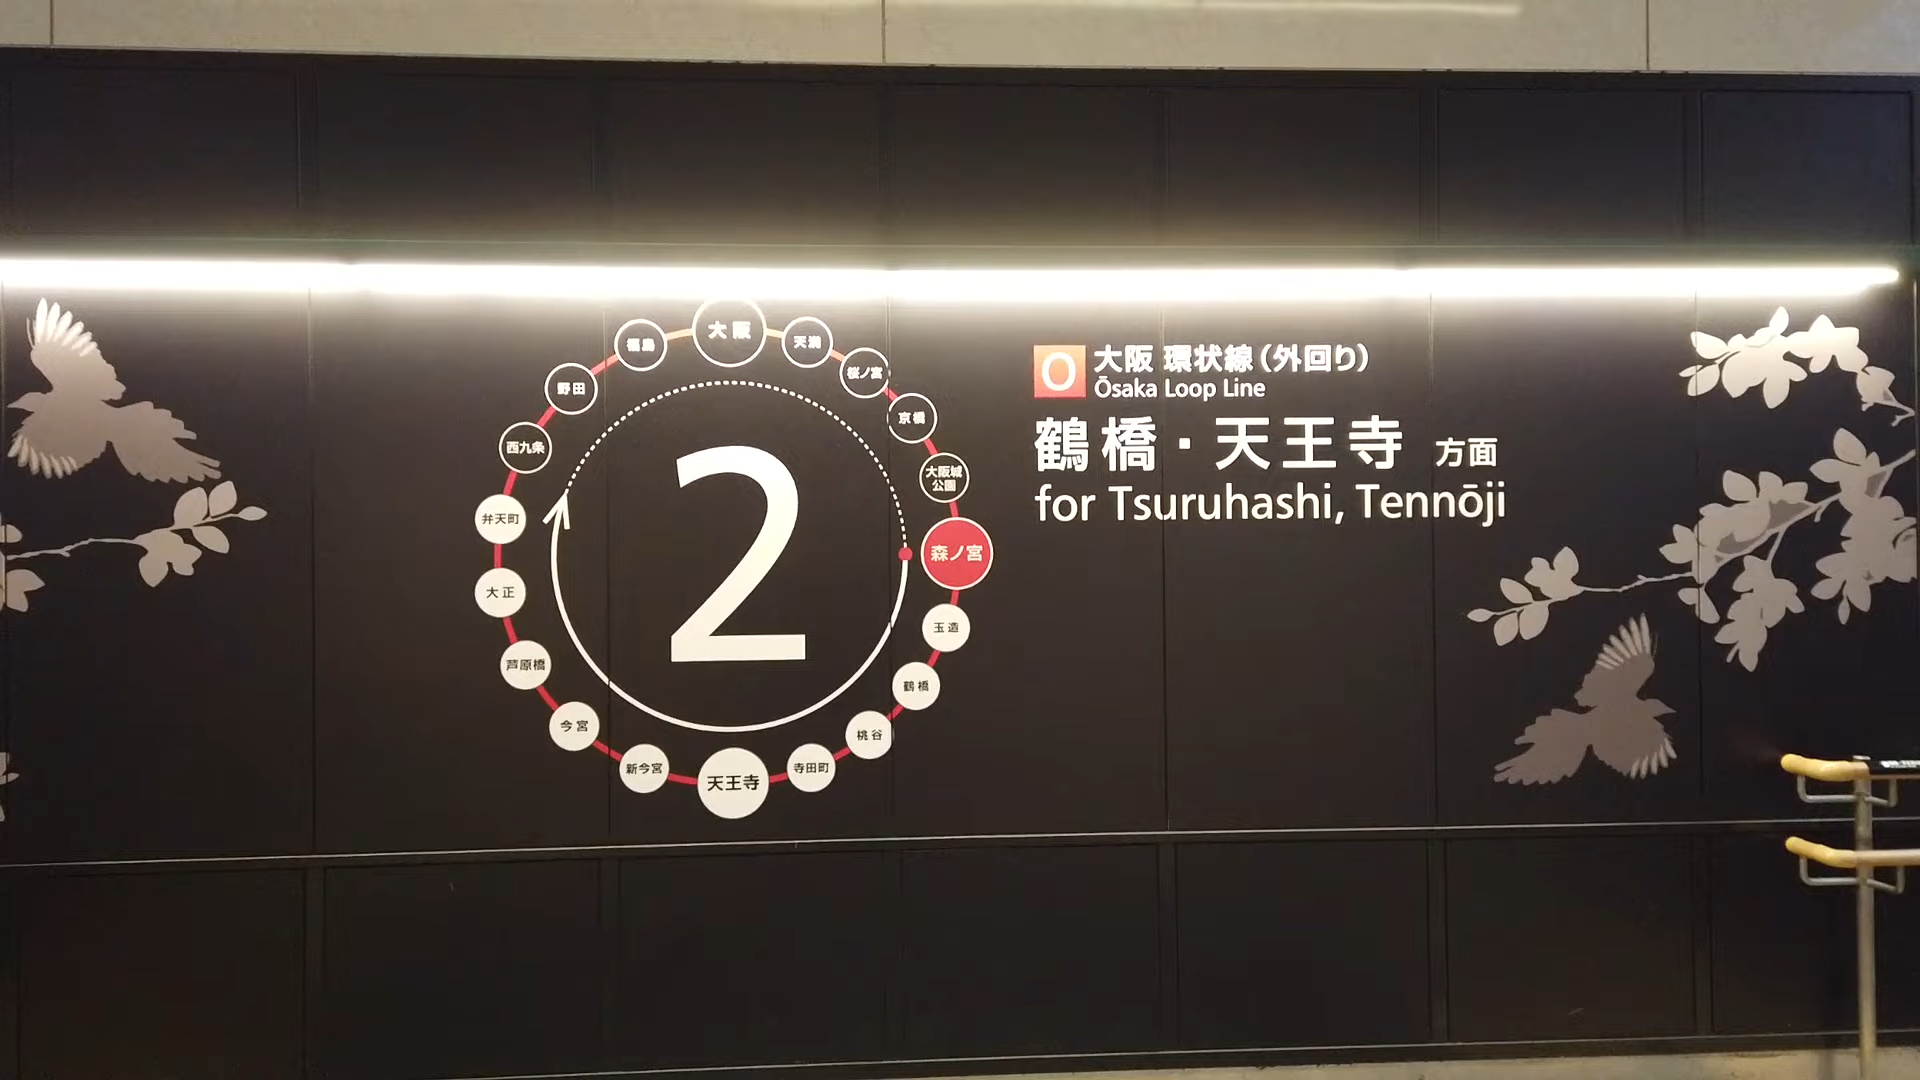 大阪
天満
桜ノ宮
京橋
大阪城
公園
森ノ宮
玉造
鶴橋
桃谷
寺田町
天王寺
新今宮
今宮
芦原橋
大正
弁天町
西九条
野田
福島
2
O 大阪環状線(外回り)
Ōsaka Loop Line
鶴橋・天王寺 方面
for Tsuruhashi, Tennōji